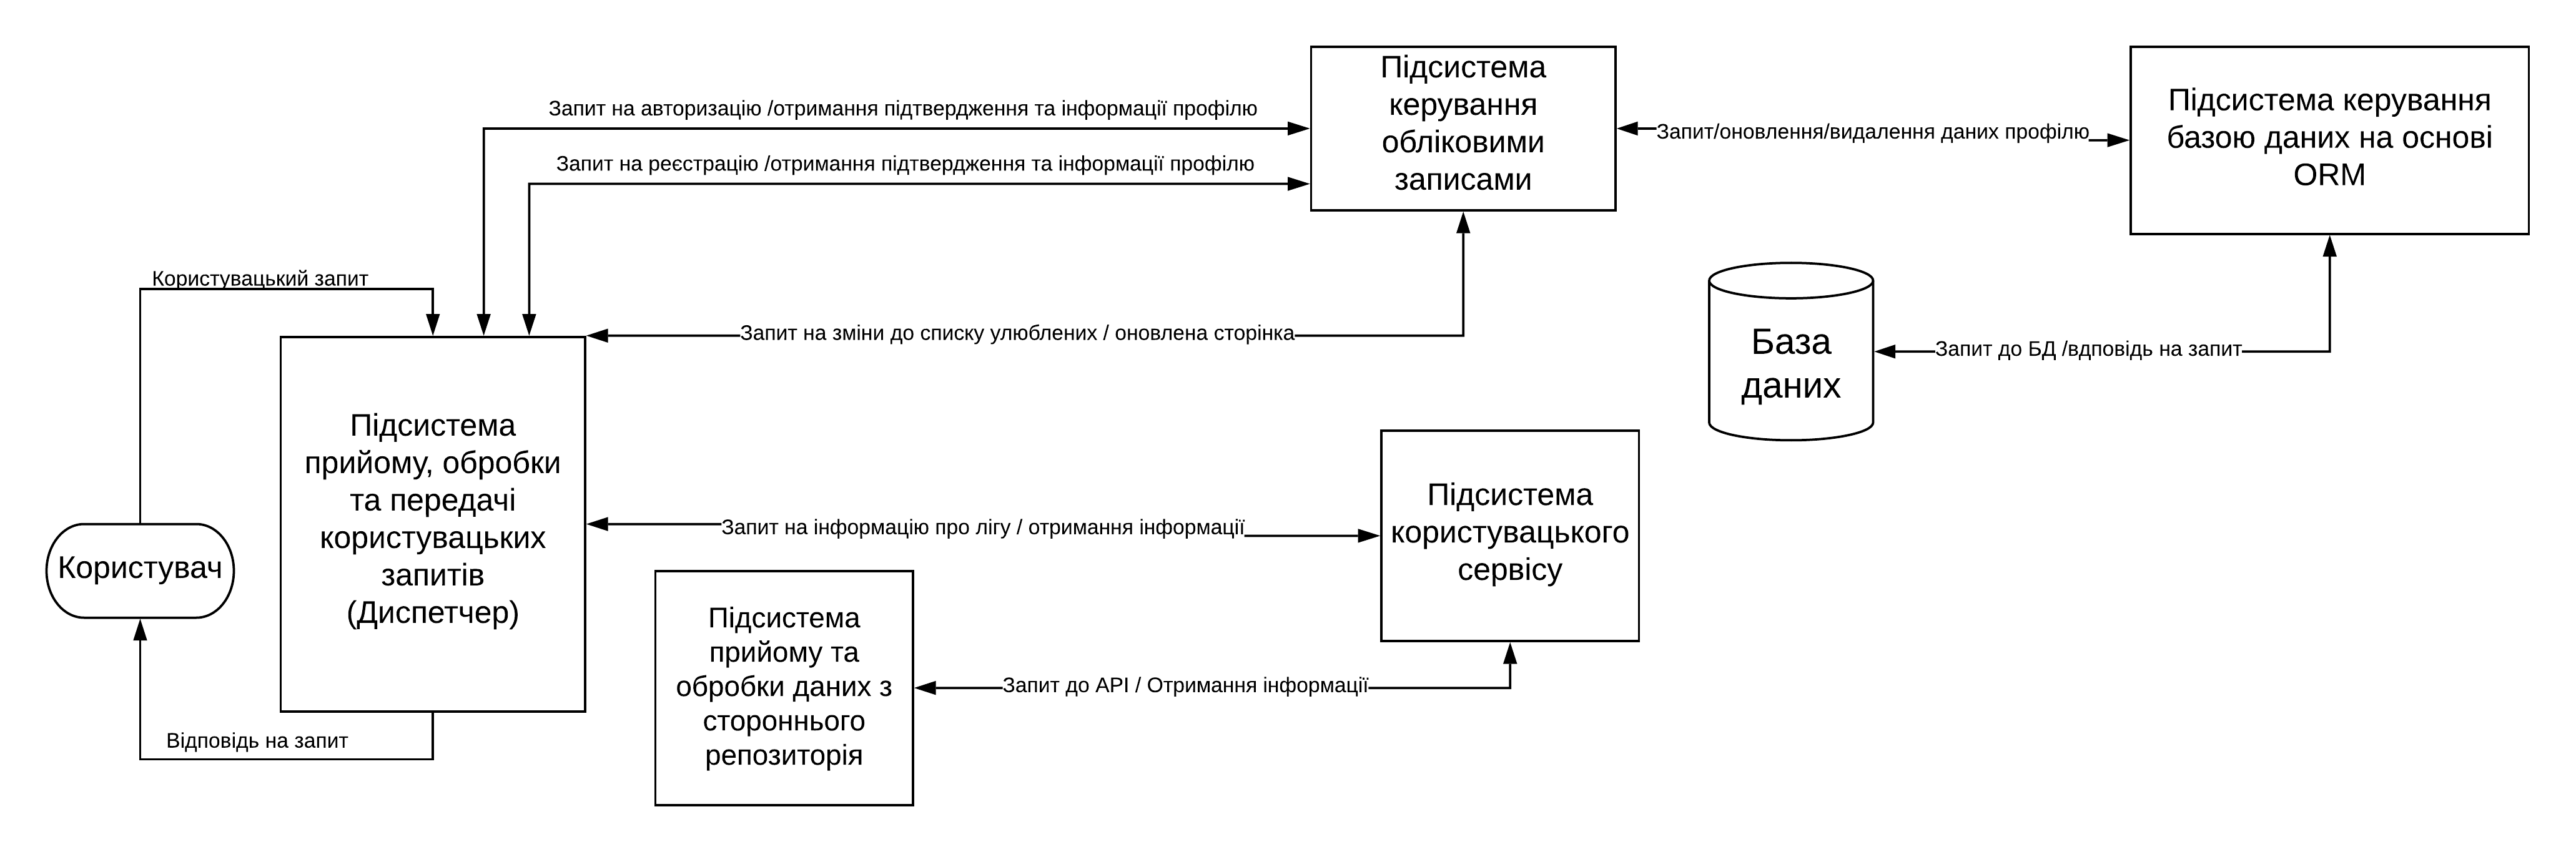 Підсистема
керування
обліковими
записами
Підсистема керування
базою даних на основі
ORM
Запит на авторизацію /отримання підтвердження та інформації профілю
Запит/оновлення/видалення даних профілю
Запит на реєстрацію /отримання підтвердження та інформації профілю
Користувацький запит
Запит на зміни до списку улюблених / оновлена сторінка
База
даних
Запит до БД /вдповідь на запит
Підсистема
прийому, обробки
та передачі
користувацьких
запитів
(Диспетчер)
Запит на інформацію про лігу / отримання інформації
Підсистема
користувацького
сервісу
Користувач
Підсистема
прийому та
обробки даних з
стороннього
репозиторія
Запит до API / Отримання інформації
Відповідь на запит